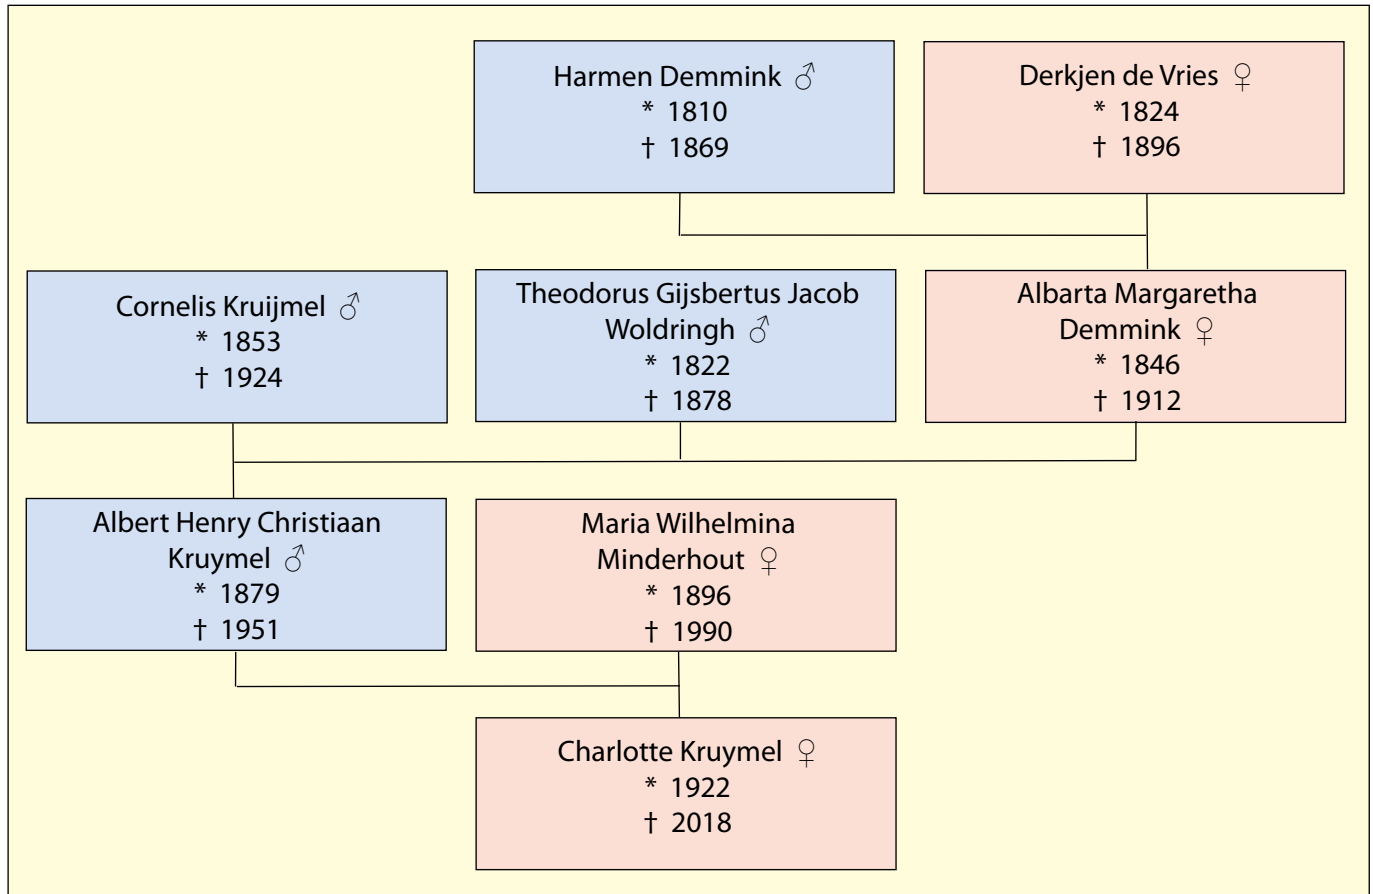 Harmen Demmink ♂
* 1810
† 1869
Derkjen de Vries ♀
* 1824
† 1896
Cornelis Kruijmel ♂
* 1853
† 1924
Theodorus Gijsbertus Jacob
Woldringh ♂
* 1822
† 1878
Albarta Margaretha
Demmink ♀
* 1846
† 1912
Albert Henry Christiaan
Kruymel ♂
* 1879
† 1951
Maria Wilhelmina
Minderhout ♀
* 1896
† 1990
Charlotte Kruymel ♀
* 1922
† 2018